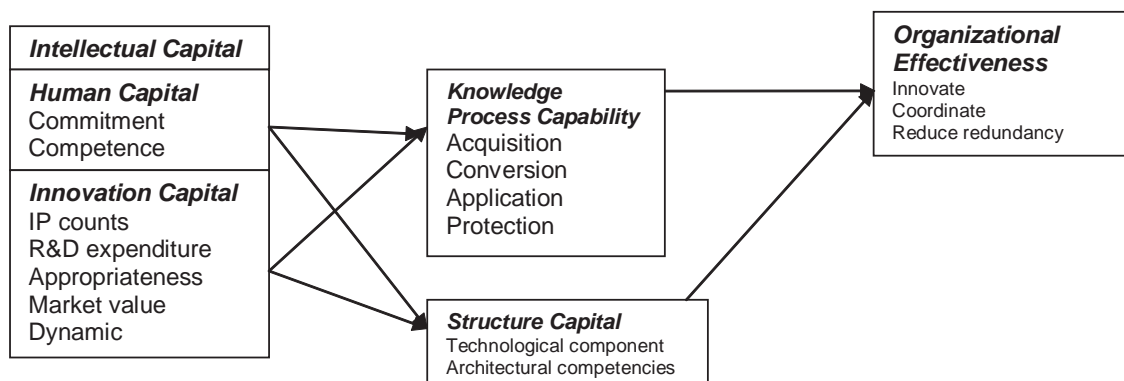 Intellectual Capital
Human Capital
Commitment
Competence
Innovation Capital
IP counts
R&D expenditure
Appropriateness
Market value
Dynamic
Knowledge
Process Capability
Acquisition
Conversion
Application
Protection
Structure Capital
Technological component
Architectural competencies
Organizational
Effectiveness
Innovate
Coordinate
Reduce redundancy